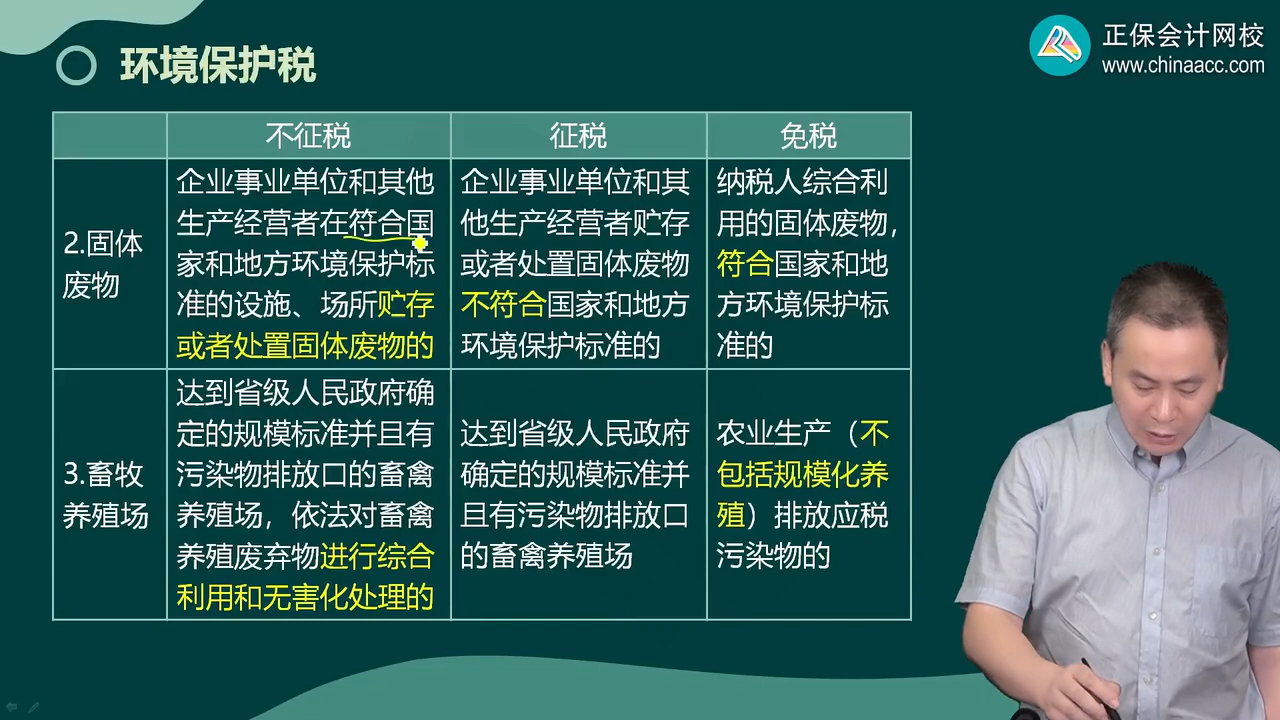 环境保护税
正保会计网校
www.chinaacc.com
不征税
征税
免税
2.固体
废物
企业事业单位和其他
生产经营者在符合国
家和地方环境保护标
准的设施、场所贮存
或者处置固体废物的
企业事业单位和其
他生产经营者贮存
或者处置固体废物
不符合国家和地方
环境保护标准的
纳税人综合利
用的固体废物，
符合国家和地
方环境保护标
准的
3.畜牧
养殖场
达到省级人民政府确
定的规模标准并且有
污染物排放口的畜禽
养殖场，依法对畜禽
养殖废弃物进行综合
利用和无害化处理的
达到省级人民政府
确定的规模标准并
且有污染物排放口
的畜禽养殖场
农业生产（不
包括规模化养
殖）排放应税
污染物的